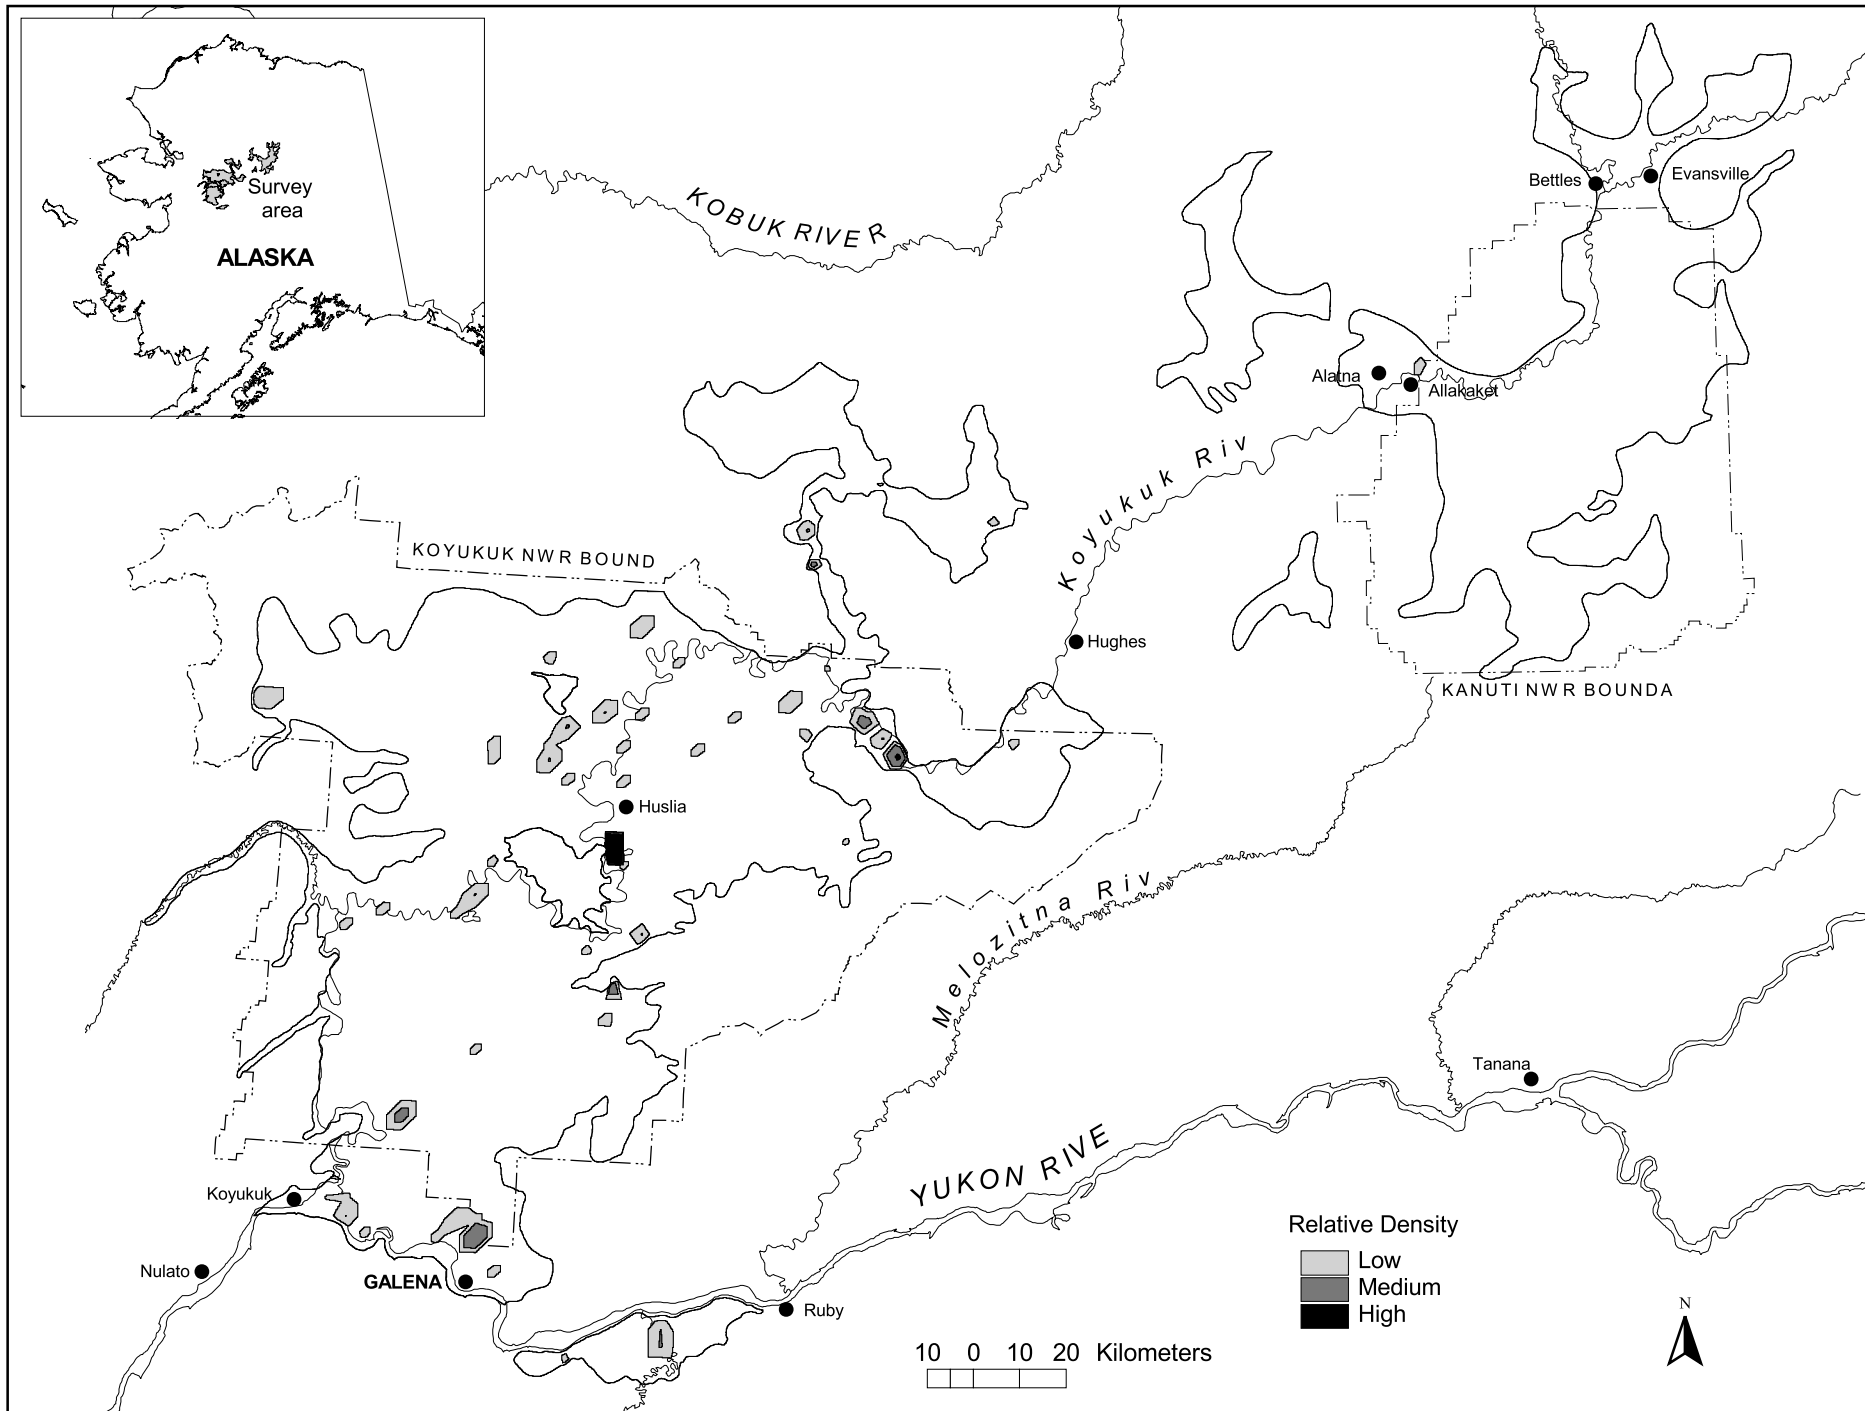 Survey
area
ALASKA
KOBUK RIVER
Bettles
Evansville
Alatna
Allakaket
Koyukuk Riv
KOYUKUK NWR BOUND
Hughes
KANUTI NWR BOUNDA
Huslia
Melozitna Riv
Tanana
YUKON RIVE
Koyukuk
Nulato
GALENA
Ruby
Relative Density
Low
Medium
High
N
10 0 10 20 Kilometers